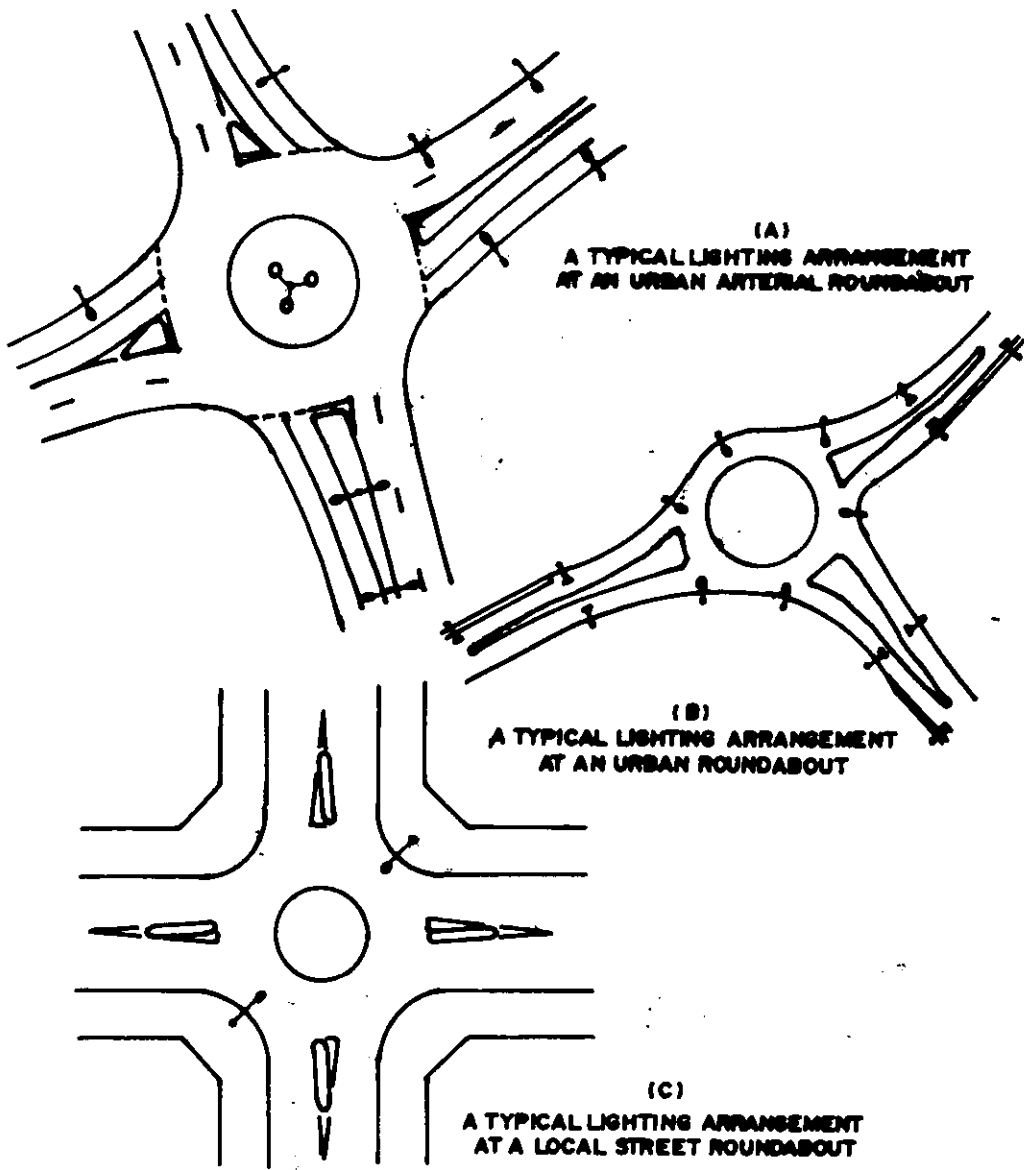 (A)
A TYPICAL LIGHTING ARRANGEMENT
AT AN URBAN ARTERIAL ROUNDABOUT
(B)
A TYPICAL LIGHTING ARRANGEMENT
AT AN URBAN ROUNDABOUT
(C)
A TYPICAL LIGHTING ARRANGEMENT
AT A LOCAL STREET ROUNDABOUT